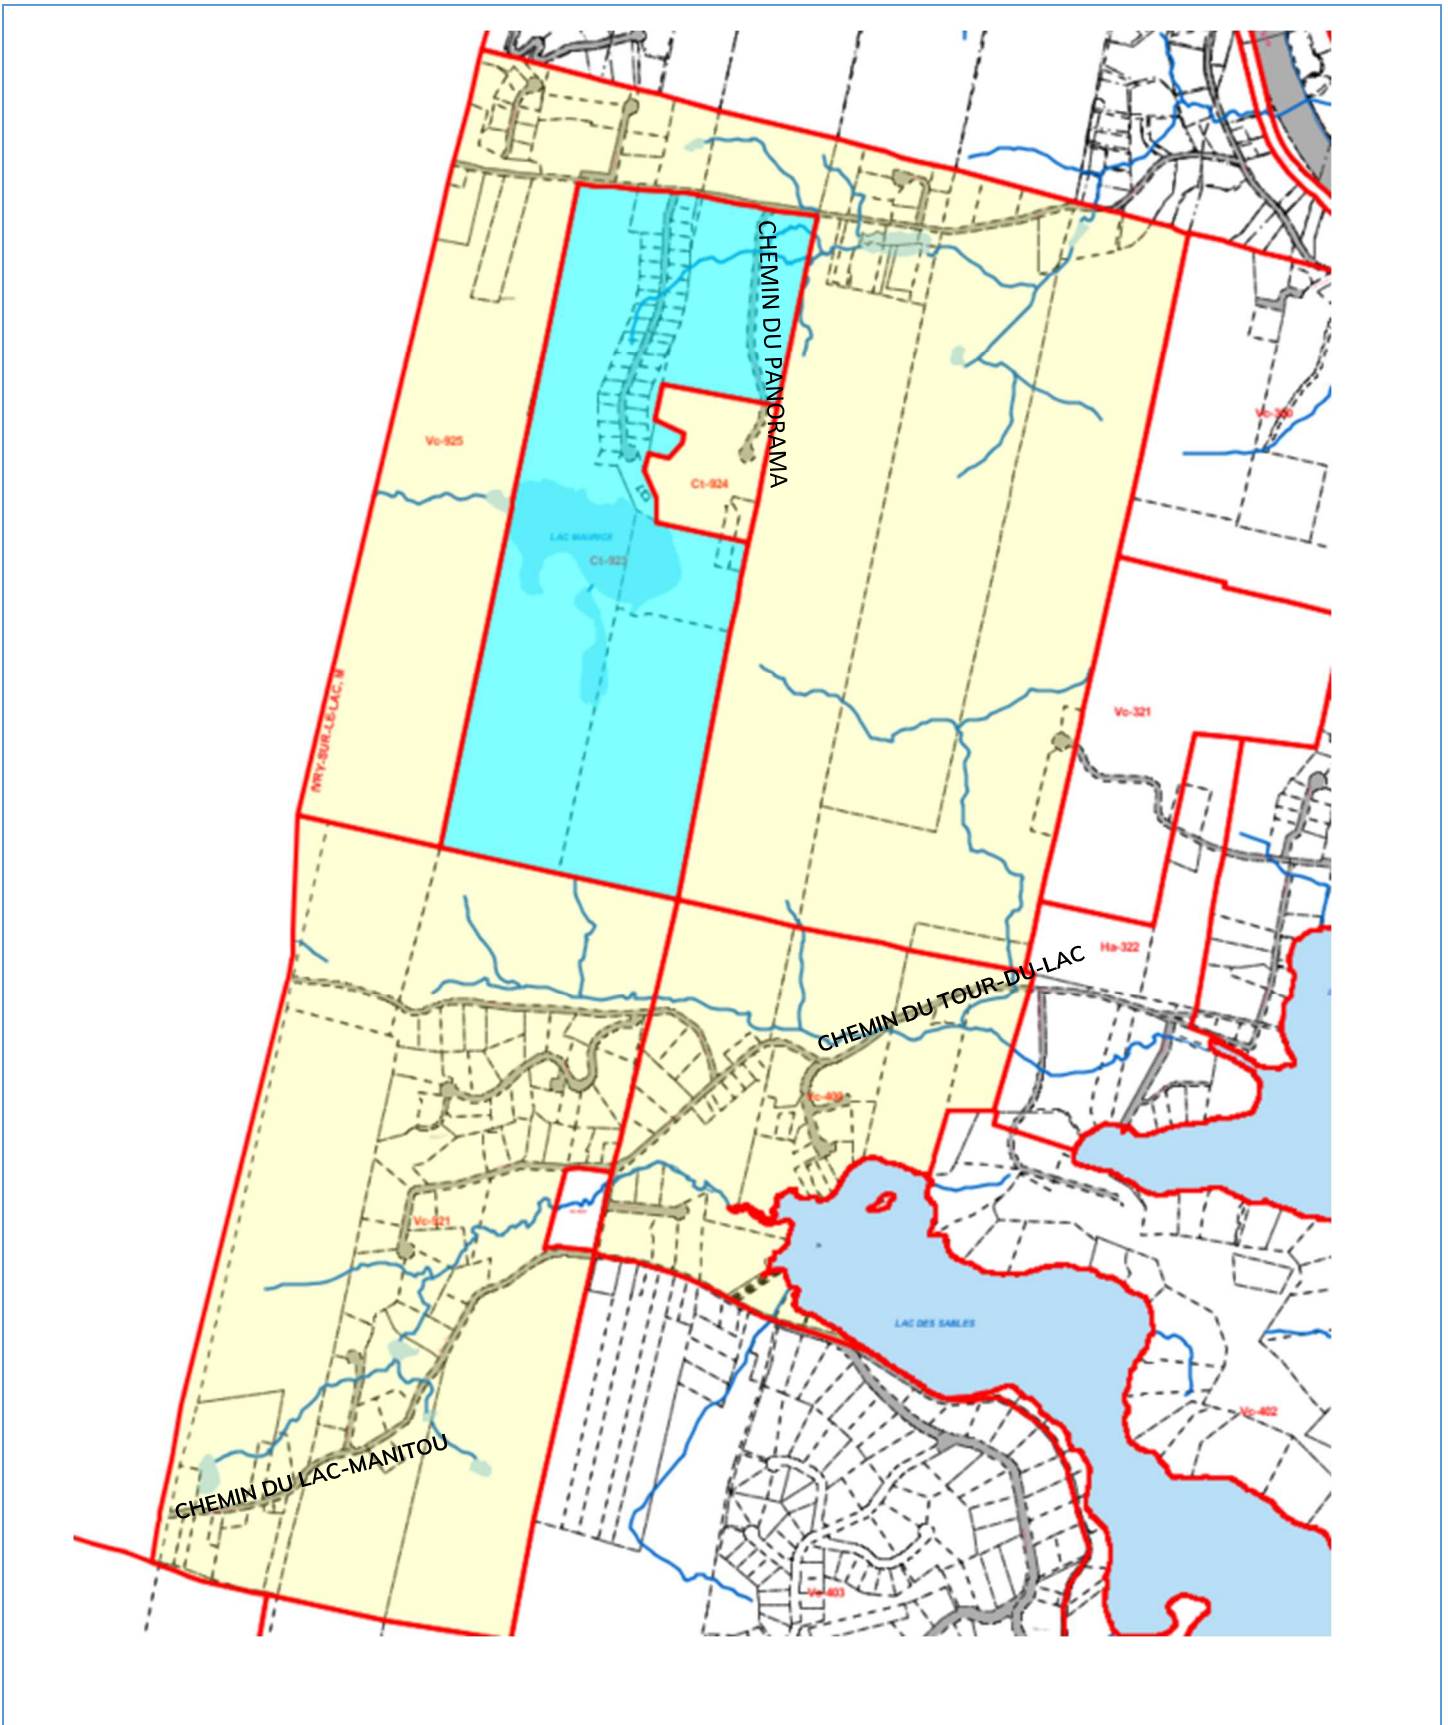 CHEMIN DU PANORAMA
Vc-925
Ct-924
LAC MAURICE
Ct-923
IVRY-SUR-LE-LAC, M
Vc-321
Ha-322
CHEMIN DU TOUR-DU-LAC
Vc-921
LAC DES SABLES
Vc-402
CHEMIN DU LAC-MANITOU
Vc-403